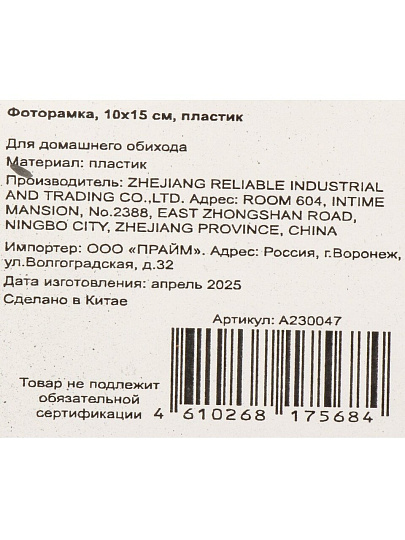 Фоторамка, 10х15 см, пластик
Для домашнего обихода
Материал: пластик
Производитель: ZHEJIANG RELIABLE INDUSTRIAL
AND TRADING CO.,LTD. Адрес: ROOM 604, INTIME
MANSION, No.2388, EAST ZHONGSHAN ROAD,
NINGBO CITY, ZHEJIANG PROVINCE, CHINA
Импортер: ООО «ПРАЙМ». Адрес: Россия, г.Воронеж,
ул.Волгоградская, д.32
Дата изготовления: апрель 2025
Сделано в Китае
Артикул: А230047
Товар не подлежит
обязательной
сертификации
4 610268 175684